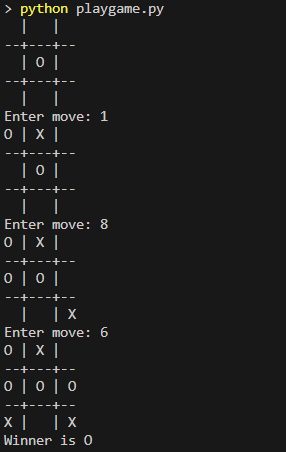 > python playgame.py
  |   |
--+---+--
  | O |
--+---+--
  |   |
Enter move: 1
O | X |
--+---+--
  | O |
--+---+--
  |   |
Enter move: 8
O | X |
--+---+--
O | O |
--+---+--
  |   | X
Enter move: 6
O | X |
--+---+--
O | O | O
--+---+--
X |   | X
Winner is O